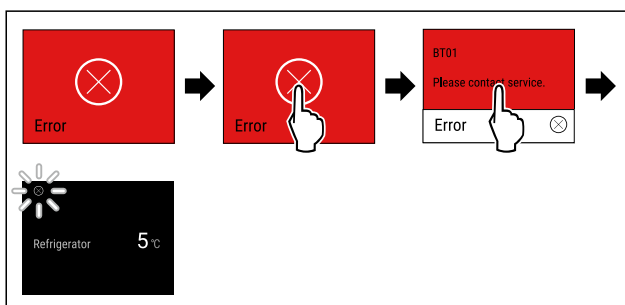 Error
Error
BT01
Please contact service.
Error
Refrigerator 5 °C